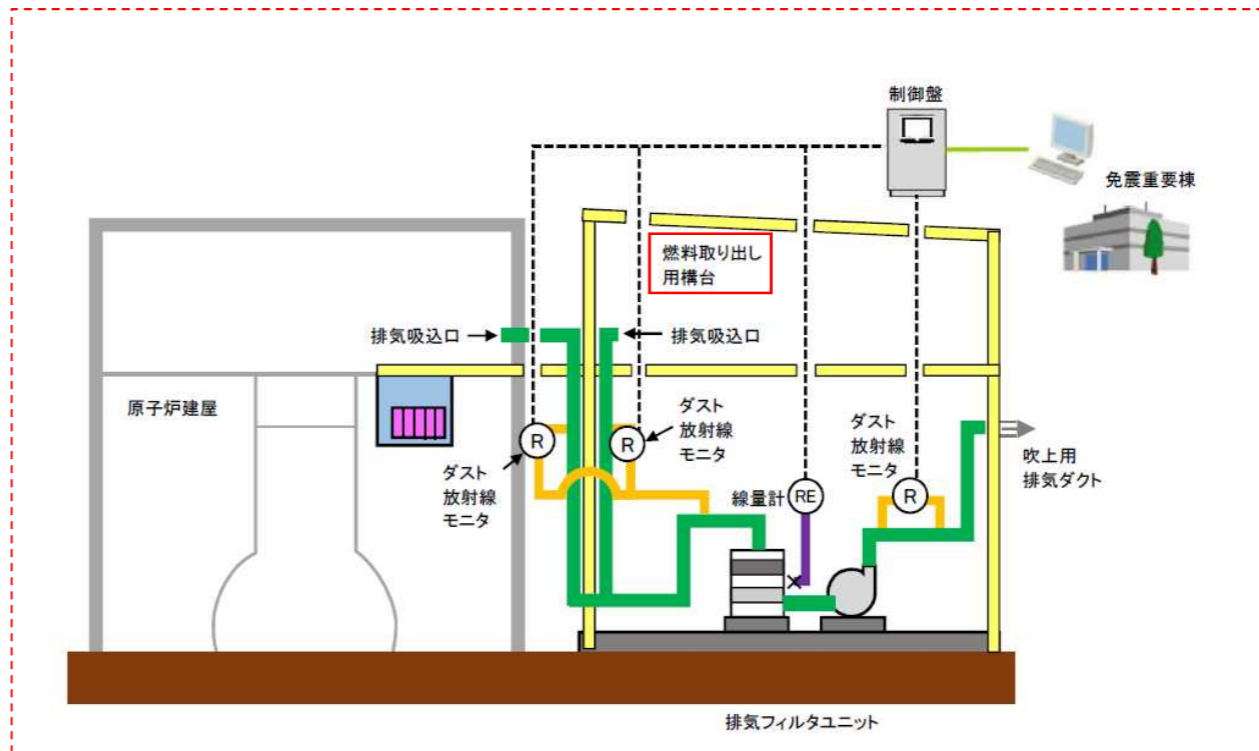 制御盤
免震重要棟
燃料取り出し
用構台
排気吸込口
排気吸込口
原子炉建屋
ダスト
放射線
モニタ
R
R
ダスト
放射線
モニタ
線量計
RE
ダスト
放射線
モニタ
R
吹上用
排気ダクト
排気フィルタユニット